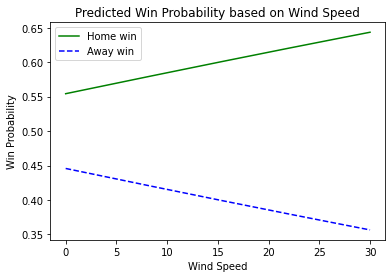 Predicted Win Probability based on Wind Speed
Home win
Away win
0.65
0.60
0.55
0.50
0.45
0.40
0.35
Win Probability
0 5 10 15 20 25 30
Wind Speed